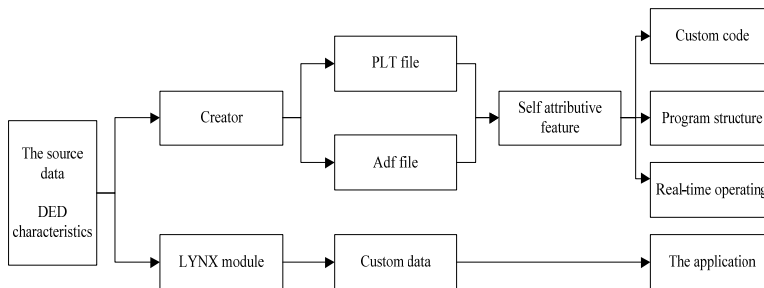 The source
data
DED
characteristics
Creator
LYNX module
PLT file
Adf file
Custom data
Self attributive
feature
Custom code
Program structure
Real-time operating
The application